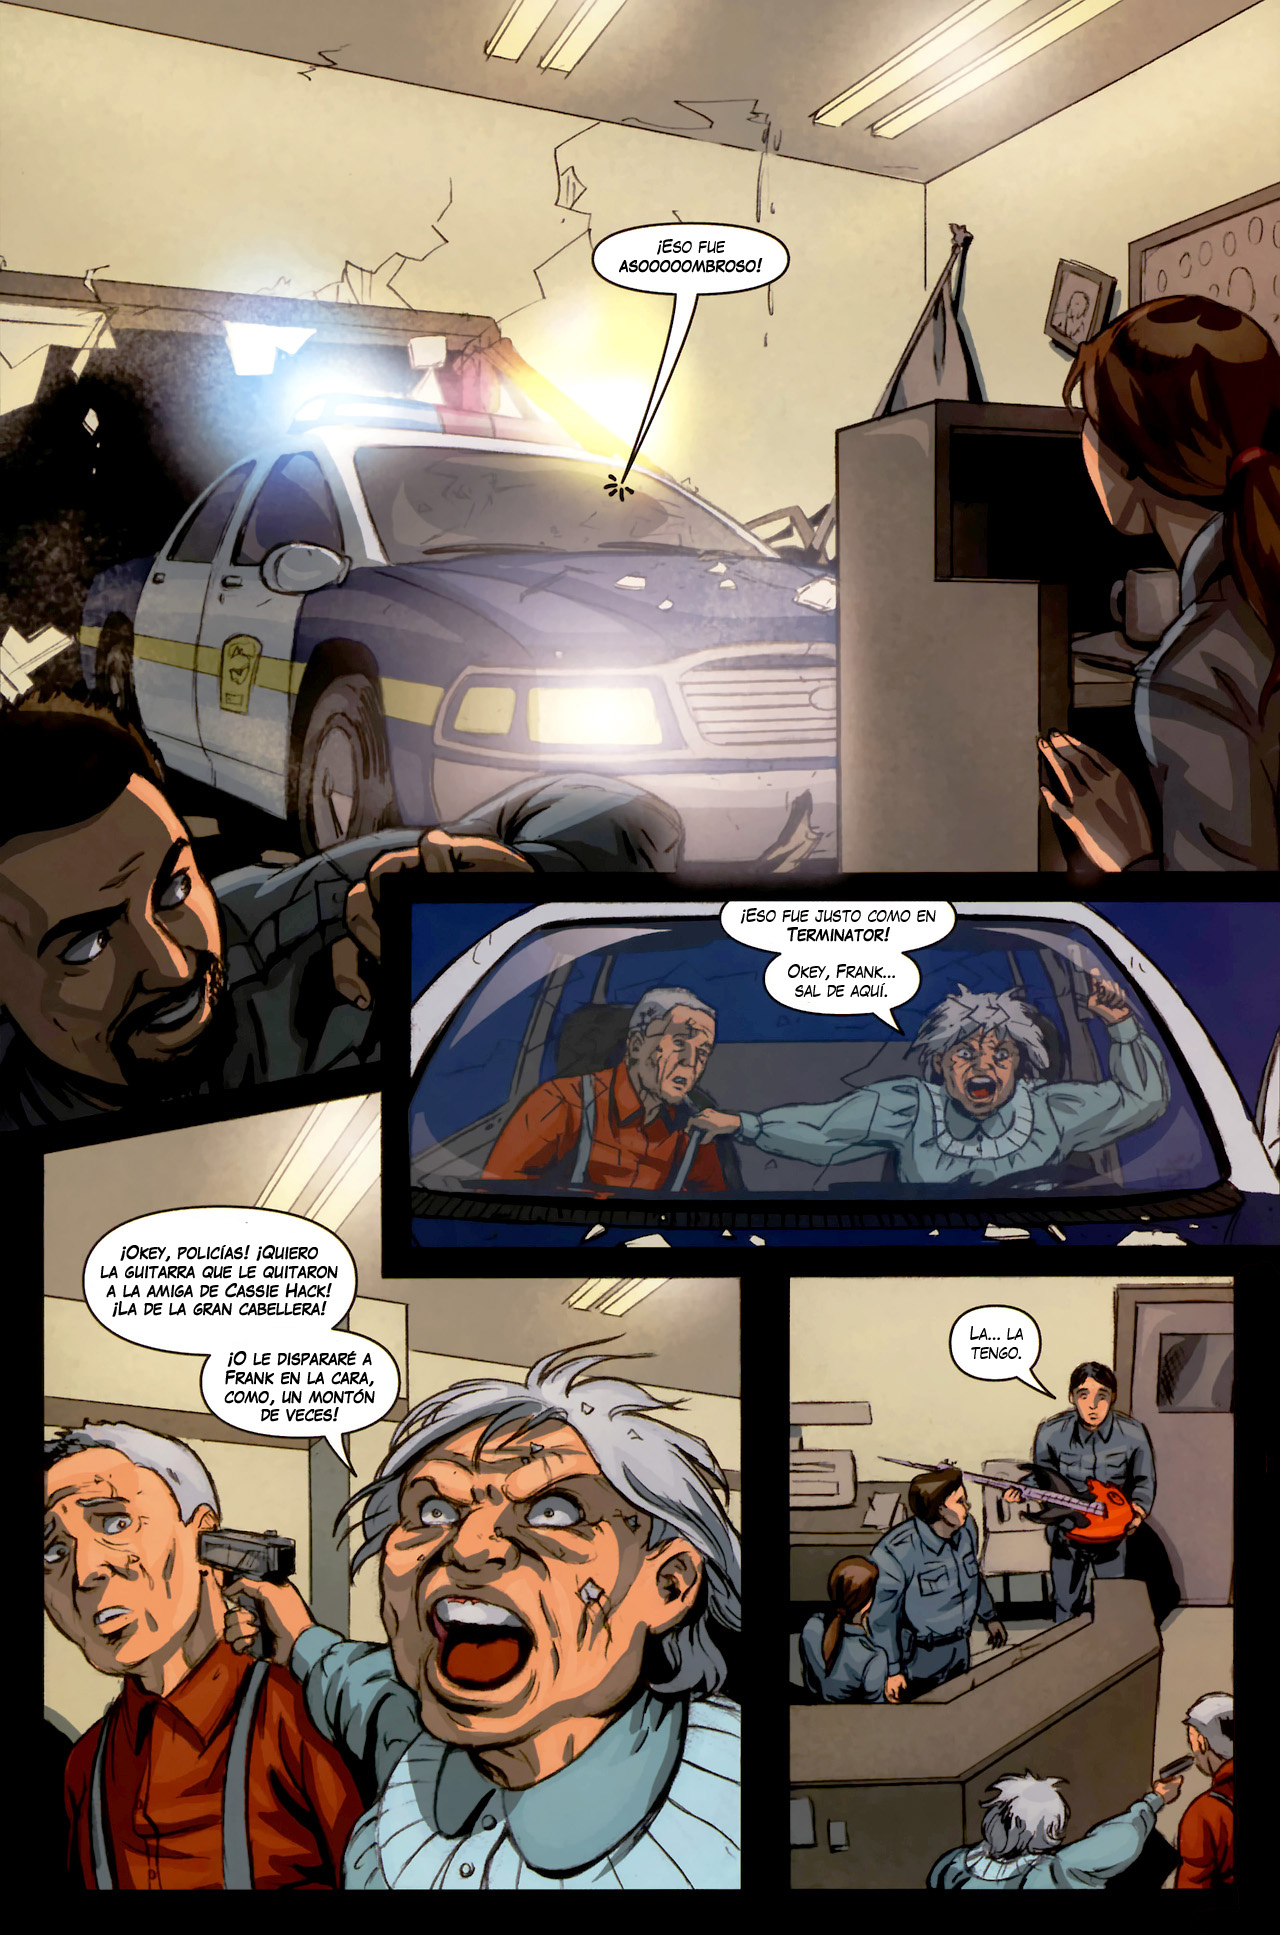 ¡ESO FUE
ASOOOOOMBROSO!
¡ESO FUE JUSTO COMO EN
TERMINATOR!
OKEY, FRANK...
SAL DE AQUÍ.
¡OKEY, POLICÍAS! ¡QUIERO
LA GUITARRA QUE LE QUITARON
A LA AMIGA DE CASSIE HACK!
¡LA DE LA GRAN CABELLERA!
¡O LE DISPARARÉ A
FRANK EN LA CARA,
COMO, UN MONTÓN
DE VECES!
LA... LA
TENGO.